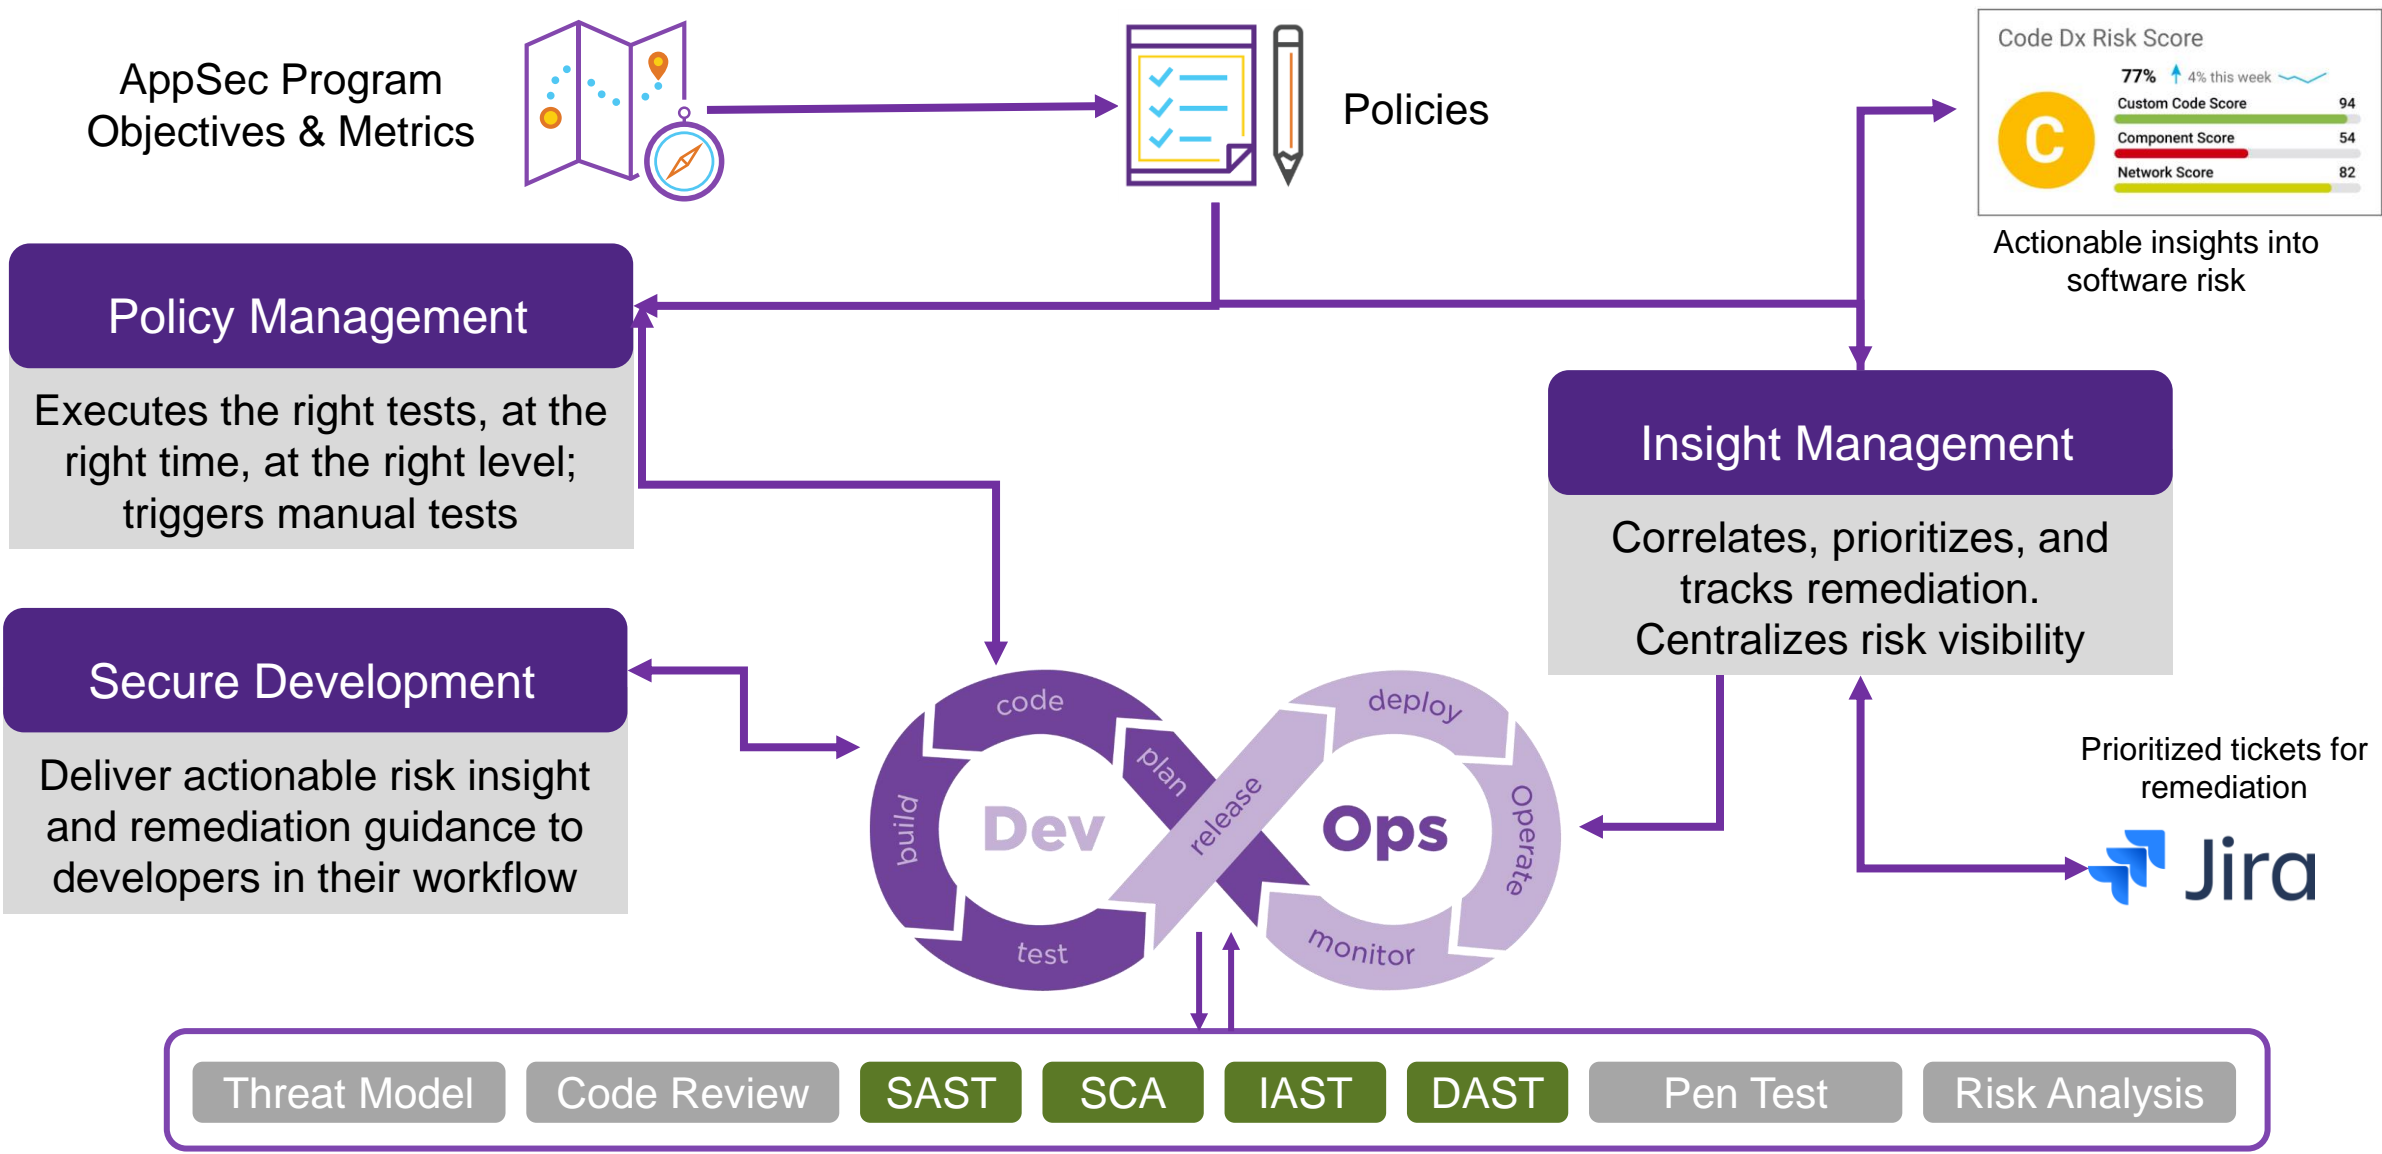 AppSec Program
Objectives & Metrics
Policies
Code Dx Risk Score
77% 4% this week
C
Custom Code Score 94
Component Score 54
Network Score 82
Actionable insights into
software risk
Policy Management
Executes the right tests, at the
right time, at the right level;
triggers manual tests
Insight Management
Correlates, prioritizes, and
tracks remediation.
Centralizes risk visibility
Secure Development
Deliver actionable risk insight
and remediation guidance to
developers in their workflow
code
plan
build
test
Dev
release
deploy
Operate
monitor
Ops
Prioritized tickets for
remediation
Jira
Threat Model
Code Review
SAST
SCA
IAST
DAST
Pen Test
Risk Analysis